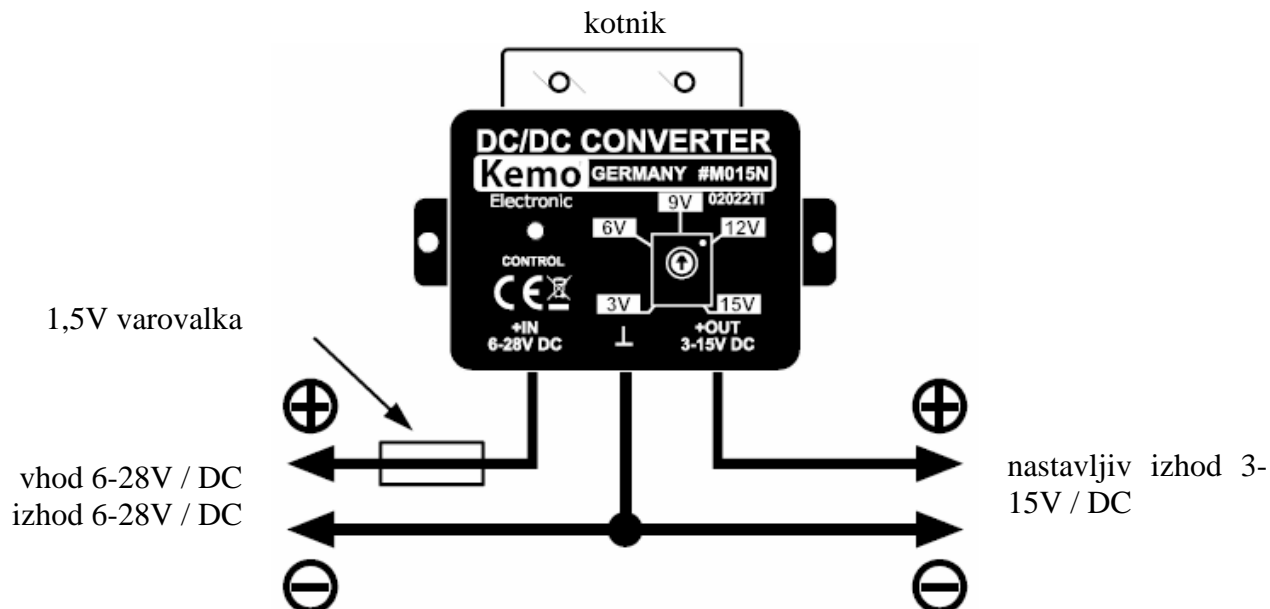 kotnik
DC/DC CONVERTER
Kemo GERMANY #M015N
Electronic
02022TI
9V
6V
12V
CONTROL
CE
3V
15V
+IN
6-28V DC
⊥
+OUT
3-15V DC
1,5V varovalka
vhod 6-28V / DC
izhod 6-28V / DC
nastavljiv izhod 3-
15V / DC